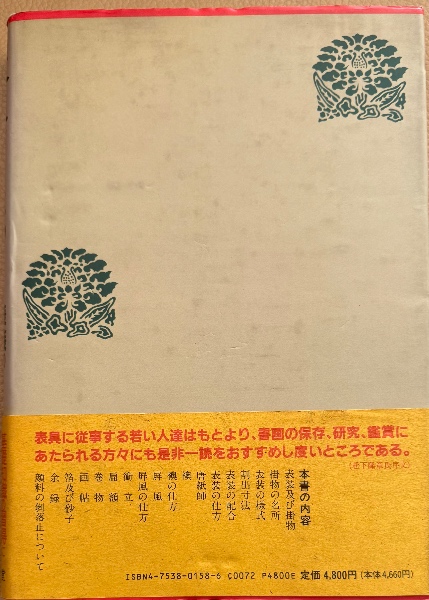 表具に従事する若い人達はもとより、書画の保存、研究、鑑賞に
あたられる方々にも是非一読をおすすめし度いところである。
本書の内容
表装及び掛物
掛物の名所
表装の様式
割出寸法
表装の配合
表装の仕方
唐紙師
襖
襖の仕方
屏風
屏風の仕方
衝立
扁額
巻物
画帖
箔及び砂子
余録
顔料の剝落止について
ISBN4-7538-0158-6 C0072 P4800E 定価 4,800円 (本体4,660円)